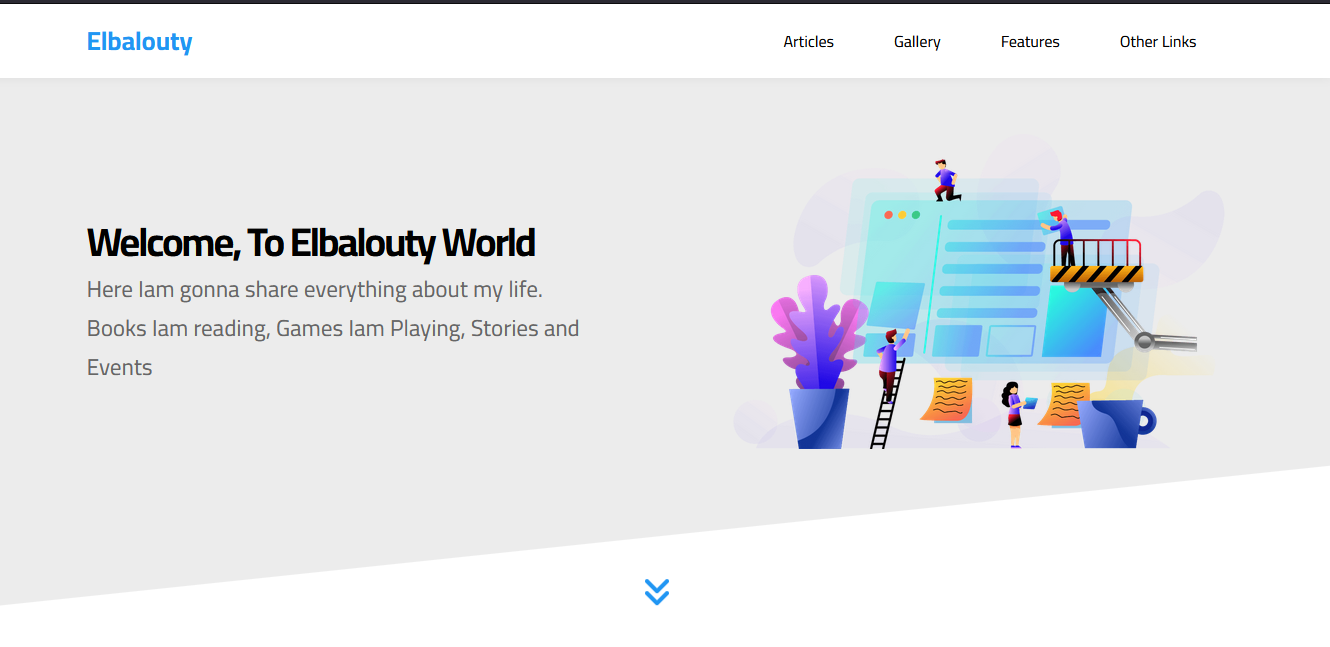 Elbalouty
Articles Gallery Features Other Links
Welcome, To Elbalouty World
Here Iam gonna share everything about my life.
Books Iam reading, Games Iam Playing, Stories and
Events